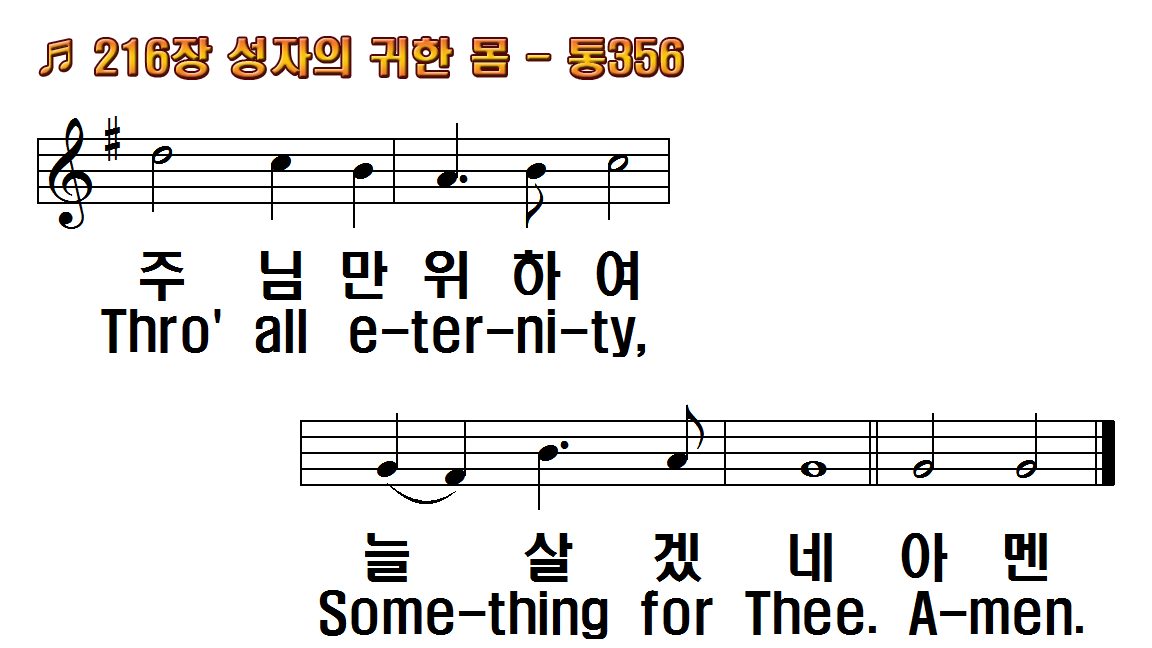 ♬ 216장 성자의 귀한 몸 - 통356
주 님 만 위 하 여
Thro' all e-ter-ni-ty,
늘 살 겠 네 아 멘
Some-thing for Thee. A-men.